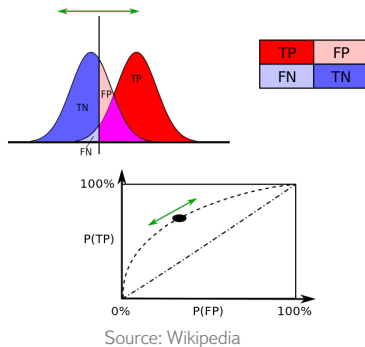 TN
FP
TP
FN
TP FP
FN TN
100%
P(TP)
0%
P(FP)
100%
Source: Wikipedia